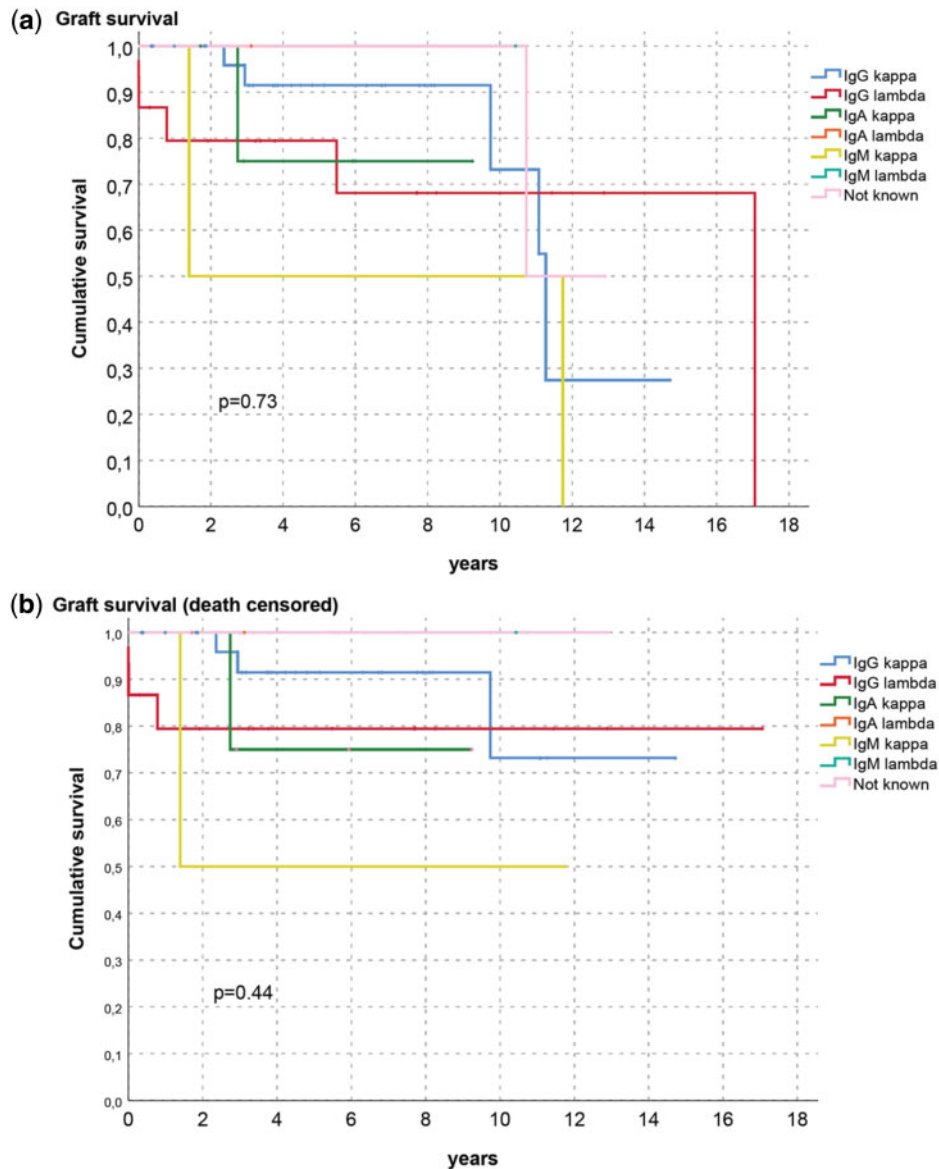 (a) Graft survival
1,0
0,9
0,8
0,7
0,6
0,5
0,4
0,3
0,2
0,1
0,0
Cumulative survival
p=0.73
0 2 4 6 8 10 12 14 16 18
years
IgG kappa
IgG lambda
IgA kappa
IgA lambda
IgM kappa
IgM lambda
Not known
(b) Graft survival (death censored)
1,0
0,9
0,8
0,7
0,6
0,5
0,4
0,3
0,2
0,1
0,0
Cumulative survival
p=0.44
0 2 4 6 8 10 12 14 16 18
years
IgG kappa
IgG lambda
IgA kappa
IgA lambda
IgM kappa
IgM lambda
Not known